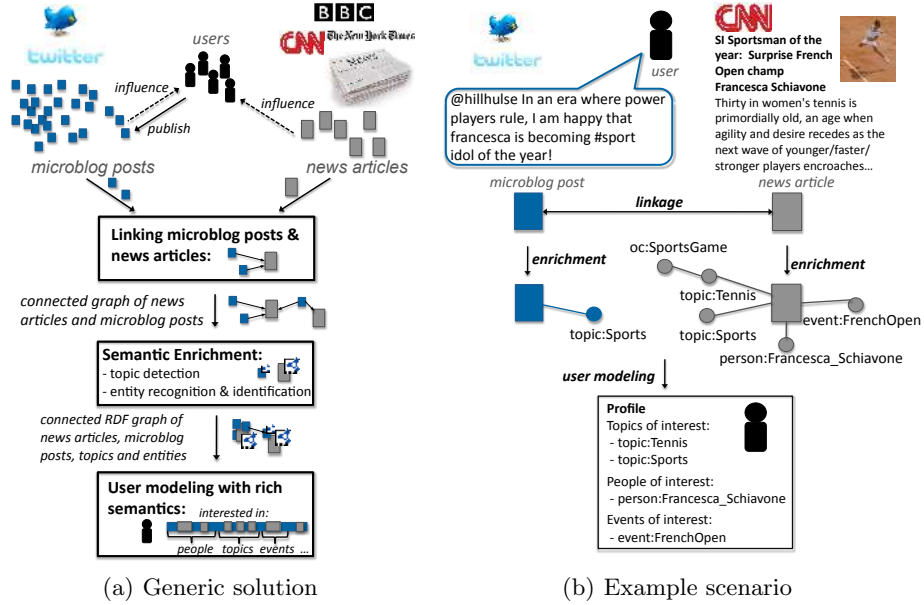 twitter
users
BBC
CNN
The New York Times
News
influence
influence
publish
microblog posts
news articles
Linking microblog posts &
news articles:
connected graph of news
articles and microblog posts
Semantic Enrichment:
- topic detection
- entity recognition & identification
connected RDF graph of
news articles, microblog
posts, topics and entities
User modeling with rich
semantics:
interested in:
people topics events ...
(a) Generic solution
twitter
user
CNN
SI Sportsman of the
year: Surprise French
Open champ
Francesca Schiavone
Thirty in women's tennis is
primordially old, an age when
agility and desire recedes as the
next wave of younger/faster/
stronger players encroaches...
@hillhulse In an era where power
players rule, I am happy that
francesca is becoming #sport
idol of the year!
microblog post
news article
linkage
enrichment
enrichment
oc:SportsGame
topic:Tennis
topic:Sports
topic:Sports
event:FrenchOpen
person:Francesca_Schiavone
user modeling
Profile
Topics of interest:
- topic:Tennis
- topic:Sports
People of interest:
- person:Francesca_Schiavone
Events of interest:
- event:FrenchOpen
(b) Example scenario